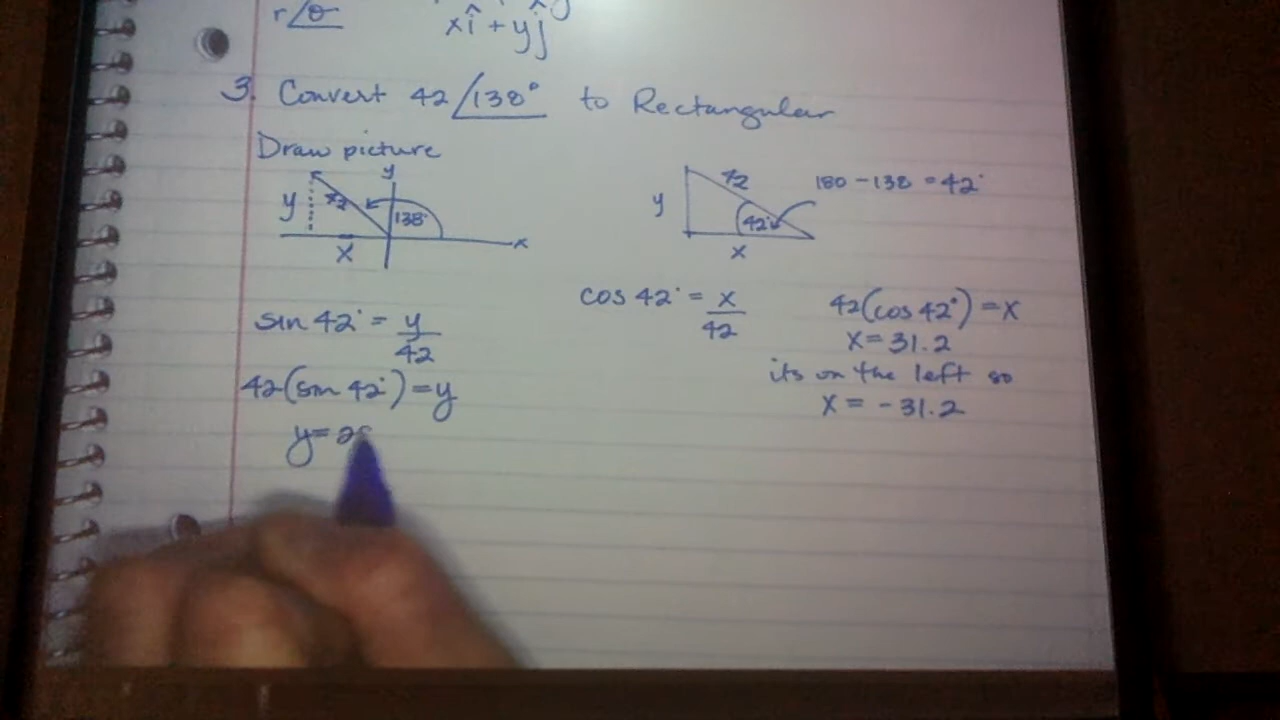 r/θ
xî + yĵ
3. Convert 42 /138° to Rectangular
Draw picture
y
y 42 138°
x
x
42
180 - 138 = 42°
y
42°
x
sin 42° = y/42
42(sin 42°) = y
y = 28
cos 42° = x/42
42(cos 42°) = x
x = 31.2
its on the left so
x = -31.2